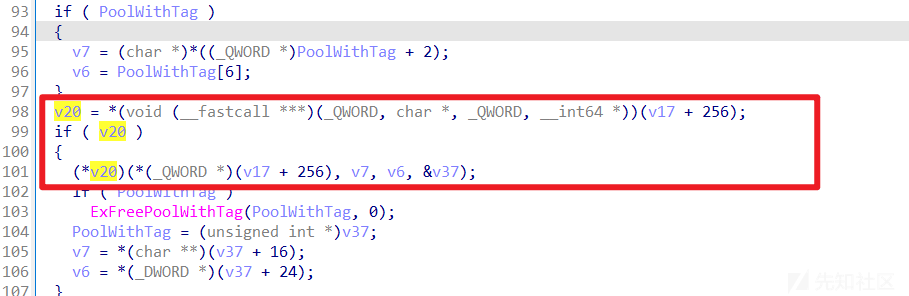 93 if ( PoolWithTag )
94 {
95 v7 = (char *)*((_QWORD *)PoolWithTag + 2);
96 v6 = PoolWithTag[6];
97 }
98 v20 = *(void (__fastcall ***)(_QWORD, char *, _QWORD, __int64 *))(v17 + 256);
99 if ( v20 )
100 {
101 (*v20)(*(_QWORD *)(v17 + 256), v7, v6, &v37);
102 if ( PoolWithTag )
103 ExFreePoolWithTag(PoolWithTag, 0);
104 PoolWithTag = (unsigned int *)v37;
105 v7 = *(char **)(v37 + 16);
106 v6 = *(_DWORD *)(v37 + 24);
107 }
先知社区